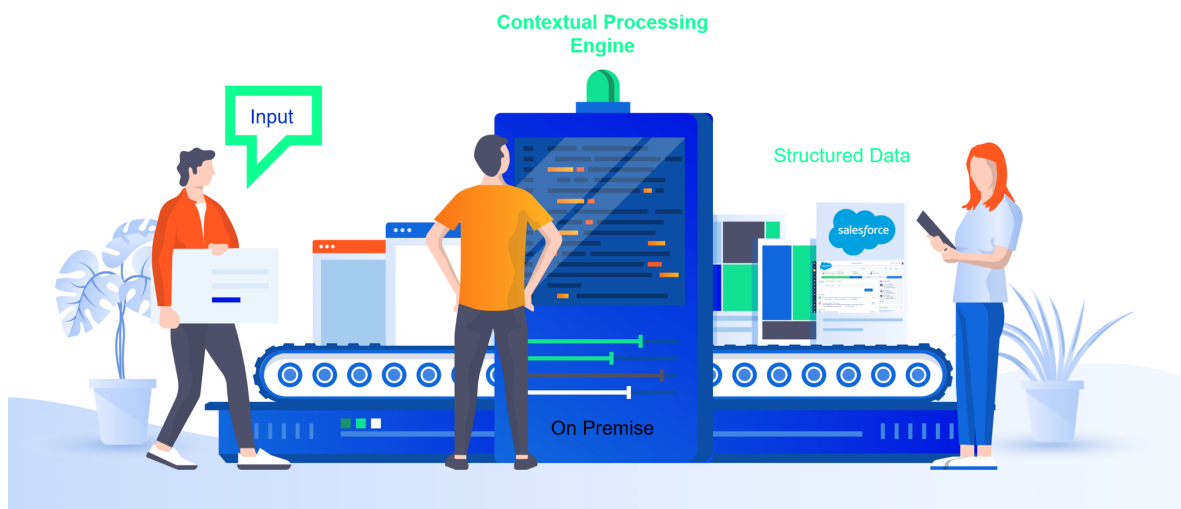 Contextual Processing
Engine
Input
Structured Data
salesforce
On Premise